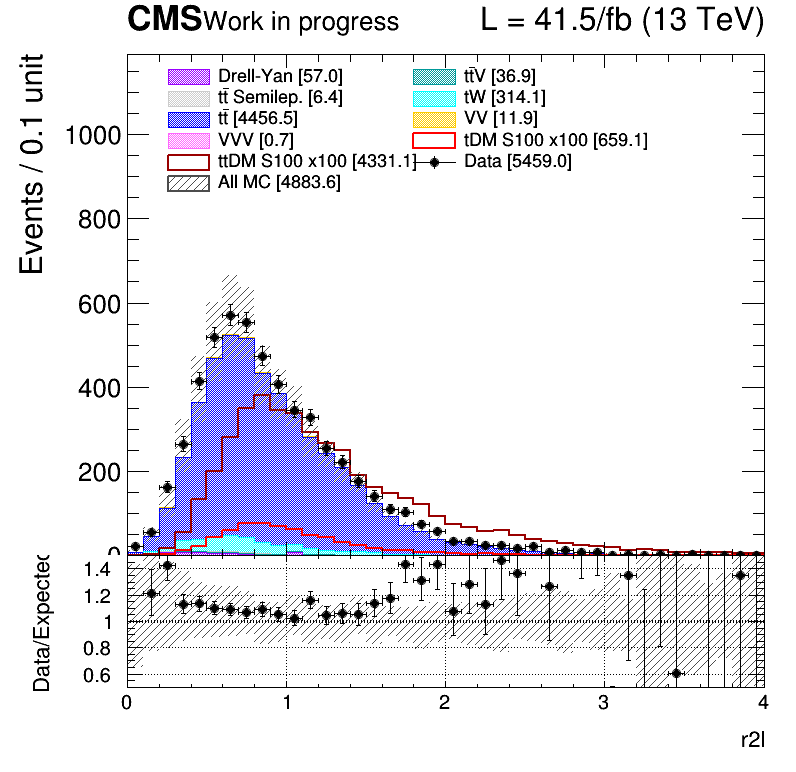 CMS Work in progress L = 41.5/fb (13 TeV)
Events / 0.1 unit
Drell-Yan [57.0] tt̄V [36.9]
tt̄ Semilep. [6.4] tW [314.1]
tt̄ [4456.5] VV [11.9]
VVV [0.7] tDM S100 x100 [659.1]
ttDM S100 x100 [4331.1] Data [5459.0]
All MC [4883.6]
1000
800
600
400
200
0
Data/Expected
1.4
1.2
1
0.8
0.6
0 1 2 3 4
r2l